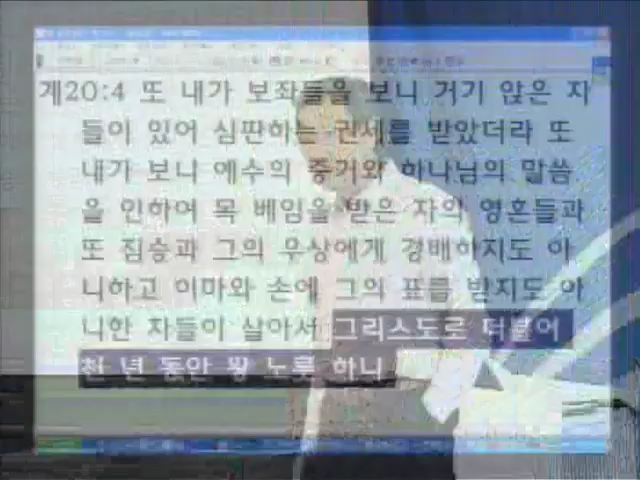 계20:4 또 내가 보좌들을 보니 거기 앉은 자
들이 있어 심판하는 권세를 받았더라 또
내가 보니 예수의 증거와 하나님의 말씀
을 인하여 목 베임을 받은 자의 영혼들과
또 짐승과 그의 우상에게 경배하지도 아
니하고 이마와 손에 그의 표를 받지도 아
니한 자들이 살아서 그리스도로 더불어
천 년 동안 왕 노릇 하니